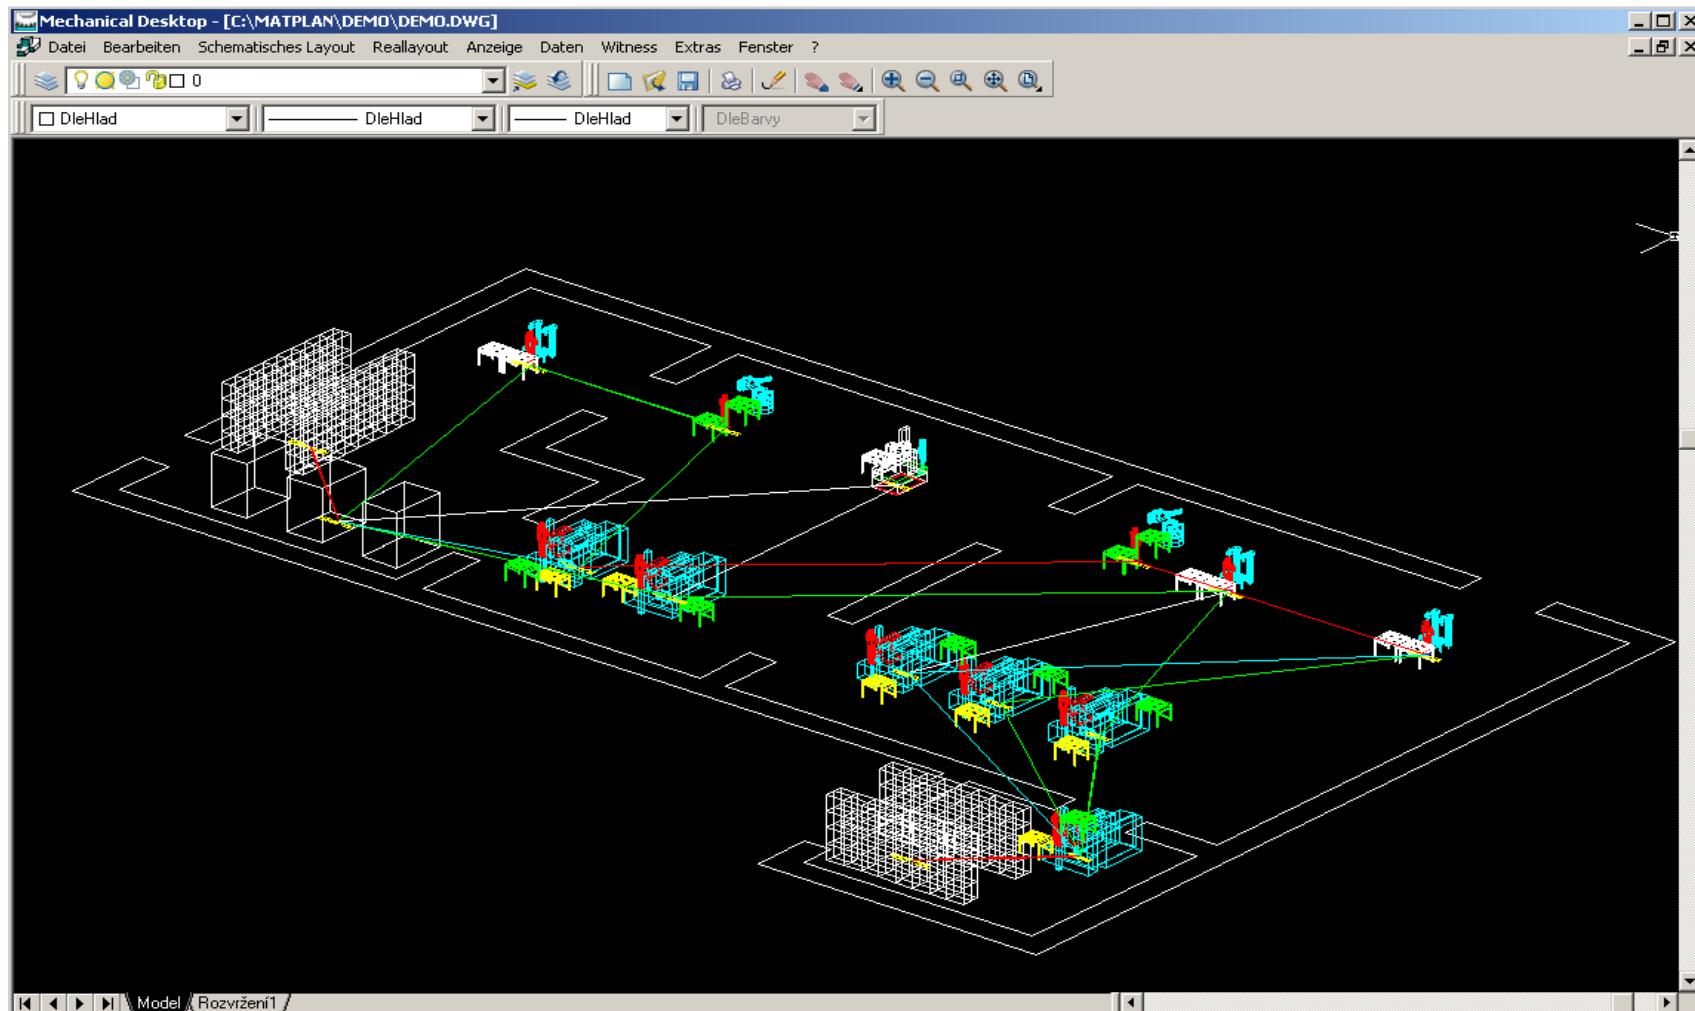 Mechanical Desktop - [C:\MATPLAN\DEMO\DEMO.DWG]
Datei Bearbeiten Schematisches Layout Reallayout Anzeige Daten Witness Extras Fenster ?
0
DleHlad DleHlad DleHlad DleBarvy
Model Rozvržení1